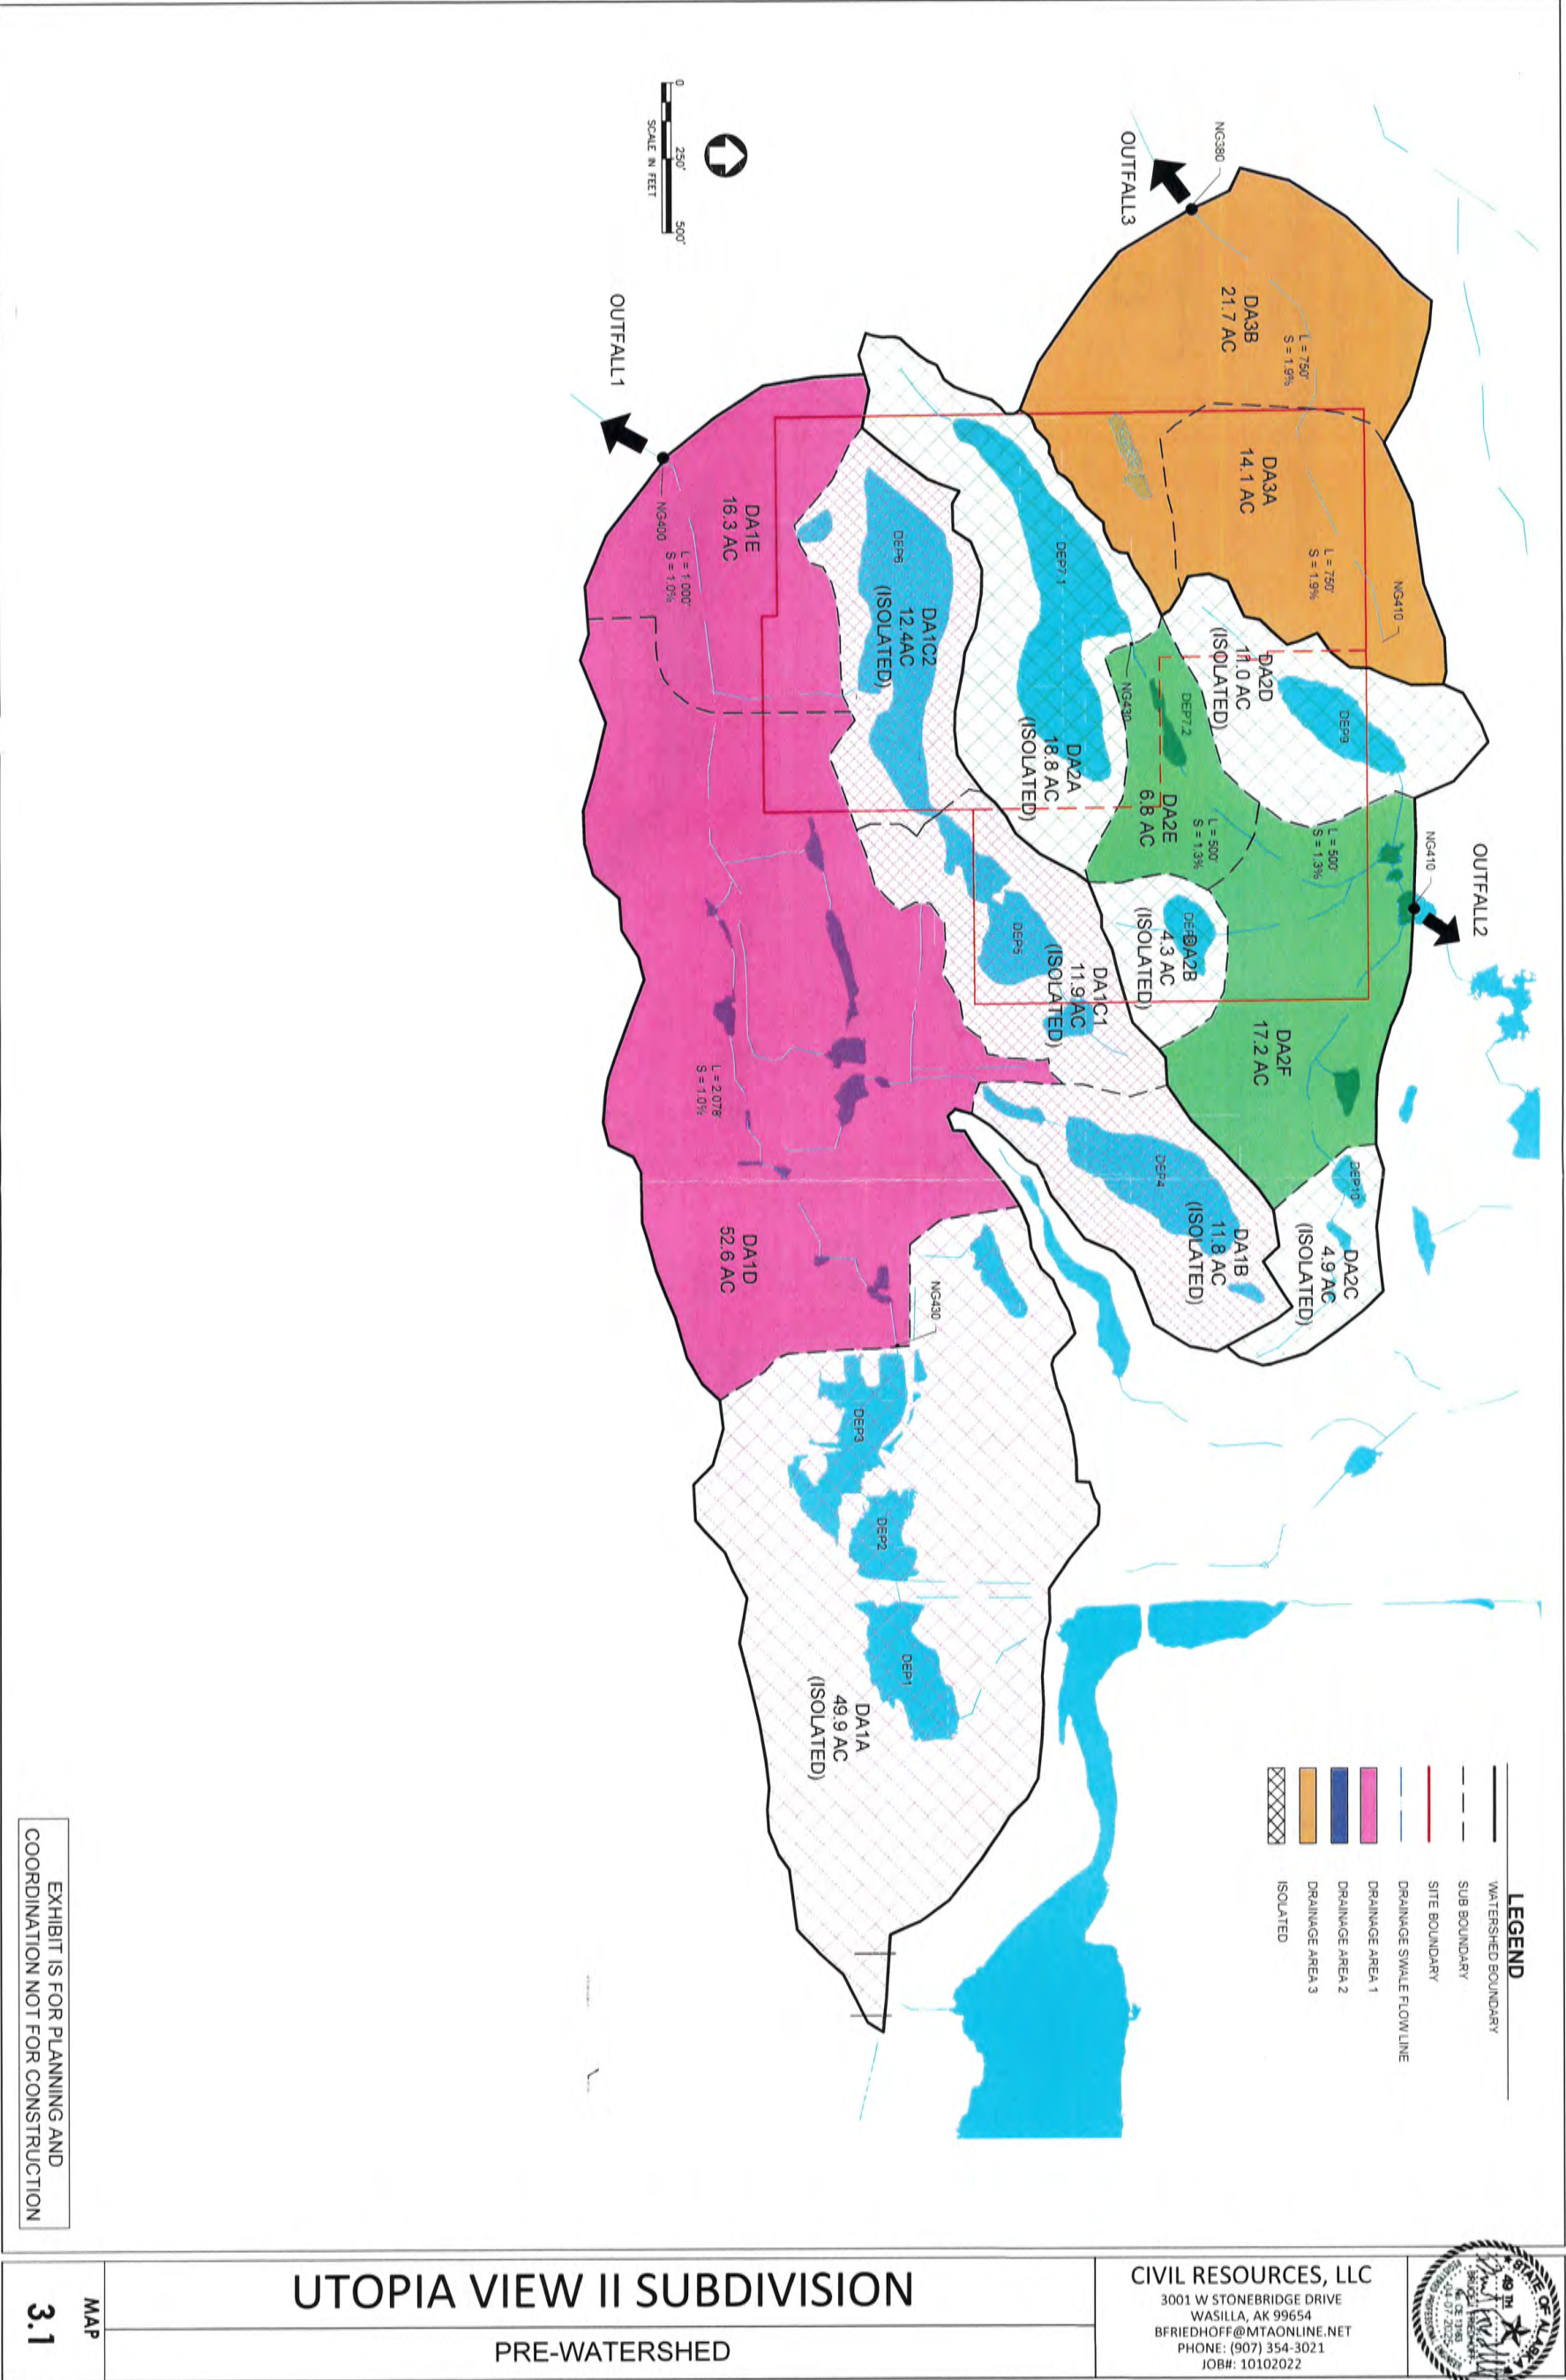 0
250'
500'
SCALE IN FEET
NG380
OUTFALL3
OUTFALL1
DA3B
21.7 AC
L = 750'
S = 1.9%
DA3A
14.1 AC
L = 750'
S = 1.9%
NG410
DA2D
11.0 AC
(ISOLATED)
DEP9
DEP7.1
DEP7.2
NG430
DA2A
18.8 AC
(ISOLATED)
DA2E
6.8 AC
L = 500'
S = 1.3%
L = 500'
S = 1.3%
NG410
OUTFALL2
DEP6
DA1C2
12.4AC
(ISOLATED)
DA1E
16.3 AC
NG400
L = 1,000'
S = 1.0%
DA2B
4.3 AC
(ISOLATED)
DEP5
DA1C1
11.9 AC
(ISOLATED)
DA2F
17.2 AC
L = 2,078'
S = 1.0%
DEP4
DA1B
11.8 AC
(ISOLATED)
DEP10
DA2C
4.9 AC
(ISOLATED)
DA1D
52.6 AC
NG430
DEP3
DEP2
DEP1
DA1A
49.9 AC
(ISOLATED)
LEGEND
WATERSHED BOUNDARY
SUB BOUNDARY
SITE BOUNDARY
DRAINAGE SWALE FLOW LINE
DRAINAGE AREA 1
DRAINAGE AREA 2
DRAINAGE AREA 3
ISOLATED
EXHIBIT IS FOR PLANNING AND
COORDINATION NOT FOR CONSTRUCTION
MAP
3.1
UTOPIA VIEW II SUBDIVISION
PRE-WATERSHED
CIVIL RESOURCES, LLC
3001 W STONEBRIDGE DRIVE
WASILLA, AK 99654
BFRIEDHOFF@MTAONLINE.NET
PHONE: (907) 354-3021
JOB#: 10102022
STATE OF ALASKA
49 TH